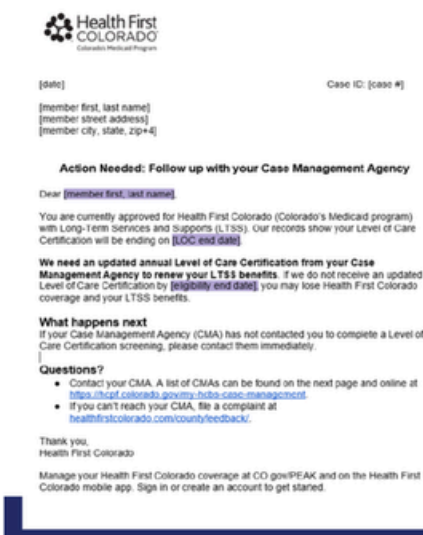 Health First
COLORADO
Colorado's Medicaid Program
[date]
Case ID: [case #]
[member first, last name]
[member street address]
[member city, state, zip+4]
Action Needed: Follow up with your Case Management Agency
Dear [member first, last name],
You are currently approved for Health First Colorado (Colorado's Medicaid program)
with Long-Term Services and Supports (LTSS). Our records show your Level of Care
Certification will be ending on [LOC end date].
We need an updated annual Level of Care Certification from your Case
Management Agency to renew your LTSS benefits. If we do not receive an updated
Level of Care Certification by [eligibility end date], you may lose Health First Colorado
coverage and your LTSS benefits.
What happens next
If your Case Management Agency (CMA) has not contacted you to complete a Level of
Care Certification screening, please contact them immediately.
Questions?
• Contact your CMA. A list of CMAs can be found on the next page and online at
https://hcpf.colorado.gov/my-hcbs-case-management.
• If you can't reach your CMA, file a complaint at
healthfirstcolorado.com/countyfeedback/.
Thank you,
Health First Colorado
Manage your Health First Colorado coverage at CO.gov/PEAK and on the Health First
Colorado mobile app. Sign in or create an account to get started.